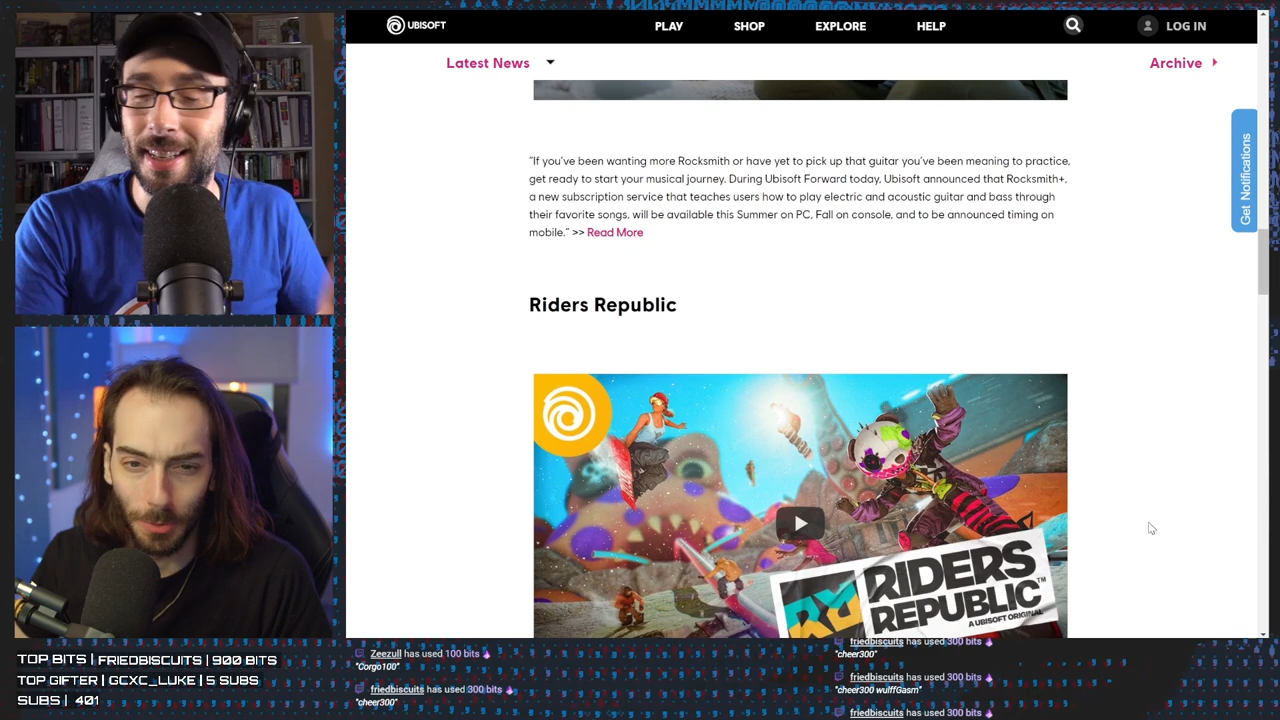 UBISOFT
PLAY
SHOP
EXPLORE
HELP
LOG IN
Latest News
Archive
Get Notifications
"If you've been wanting more Rocksmith or have yet to pick up that guitar you've been meaning to practice,
get ready to start your musical journey. During Ubisoft Forward today, Ubisoft announced that Rocksmith+,
a new subscription service that teaches users how to play electric and acoustic guitar and bass through
their favorite songs, will be available this Summer on PC, Fall on console, and to be announced timing on
mobile." >> Read More
Riders Republic
RIDERS
REPUBLIC™
A UBISOFT ORIGINAL
TOP BITS | FRIEDBISCUITS | 900 BITS
TOP GIFTER | GCXC_LUKE | 5 SUBS
SUBS | 401
Zeezull has used 100 bits
"Corgo100"
friedbiscuits has used 300 bits
"cheer300"
friedbiscuits has used 300 bits
"cheer300"
friedbiscuits has used 300 bits
"cheer300 wulffGasm"
friedbiscuits has used 300 bits